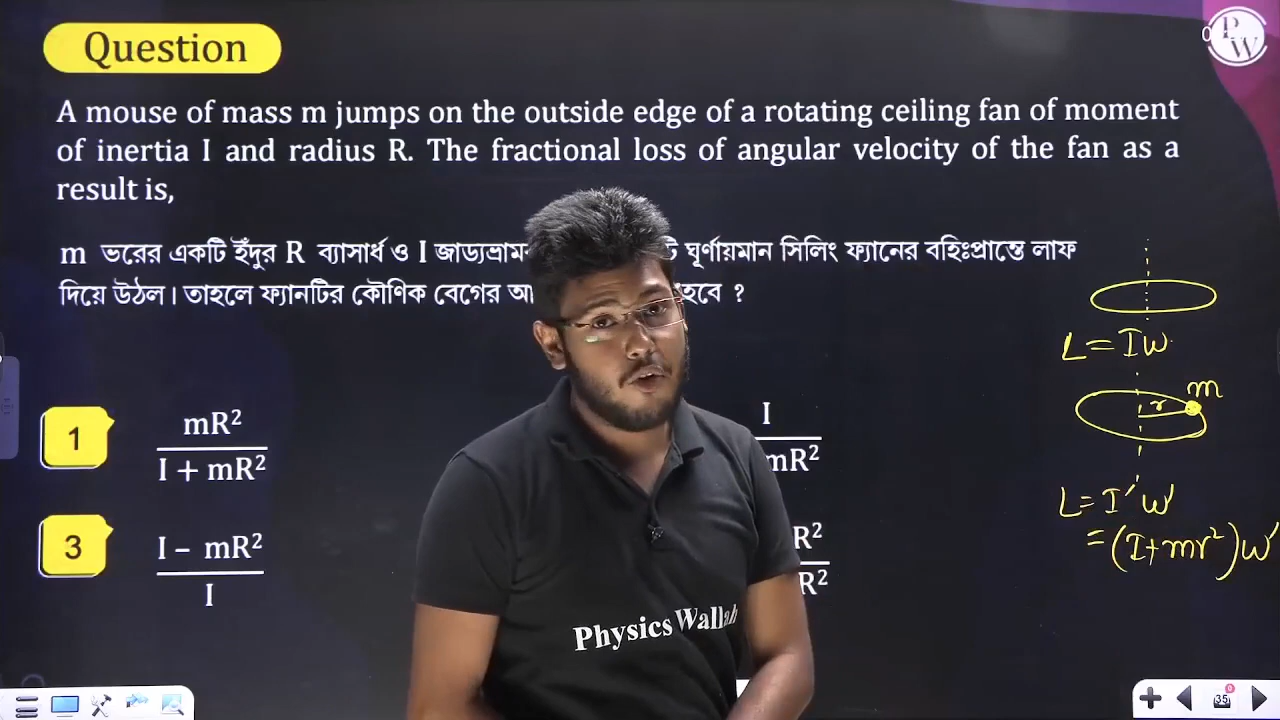 Question
PW
A mouse of mass m jumps on the outside edge of a rotating ceiling fan of moment
of inertia I and radius R. The fractional loss of angular velocity of the fan as a
result is,
m ভরের একটি ইঁদুর R ব্যাসার্ধ ও I ঘূর্ণায়মান সিলিং ফ্যানের বহিঃপ্রান্তে লাফ
দিয়ে উঠল। তাহলে ফ্যানটির কৌণিক বেগের হবে ?
L = Iω
m
r
L = I'ω'
= (I+mr²)ω'
1
mR²
I + mR²
I
mR²
3
I – mR²
I
R²
R²
Physics Wallah
35